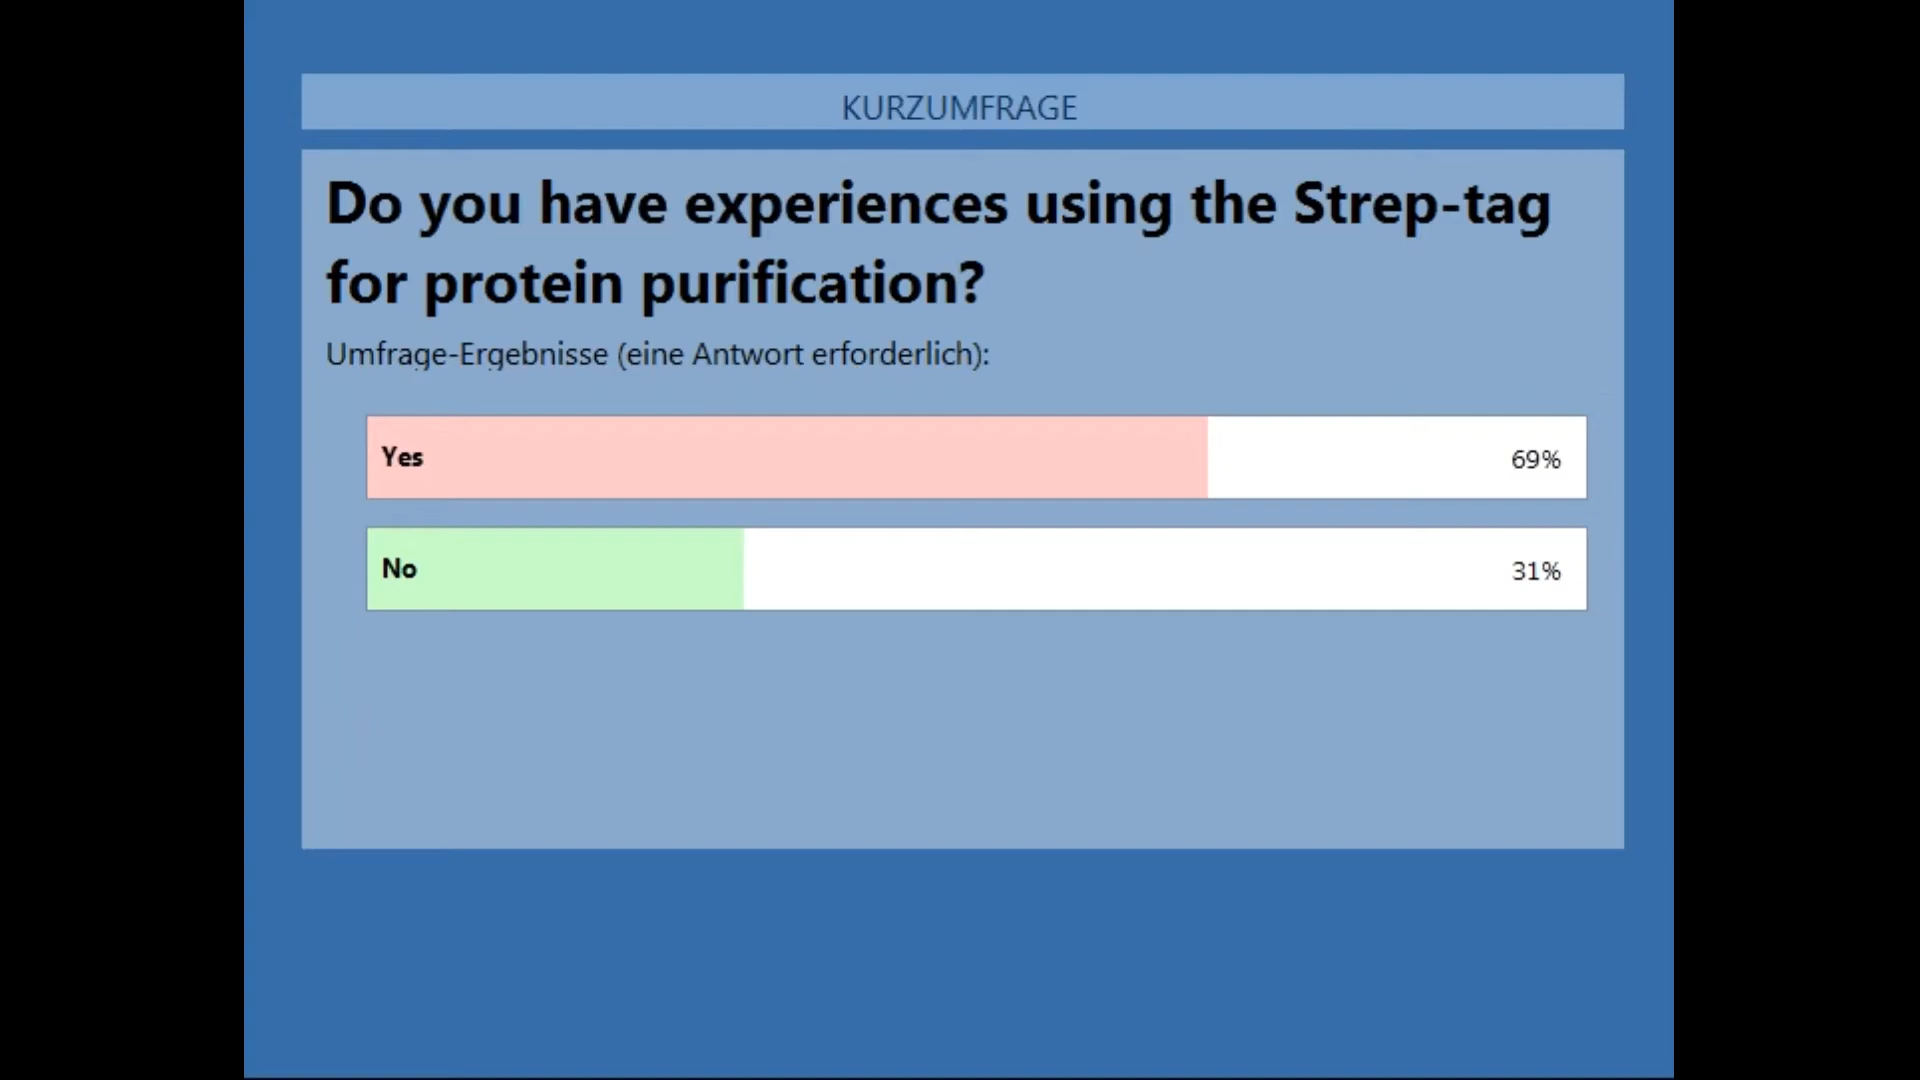 KURZUMFRAGE
Do you have experiences using the Strep-tag
for protein purification?
Umfrage-Ergebnisse (eine Antwort erforderlich):
Yes 69%
No 31%